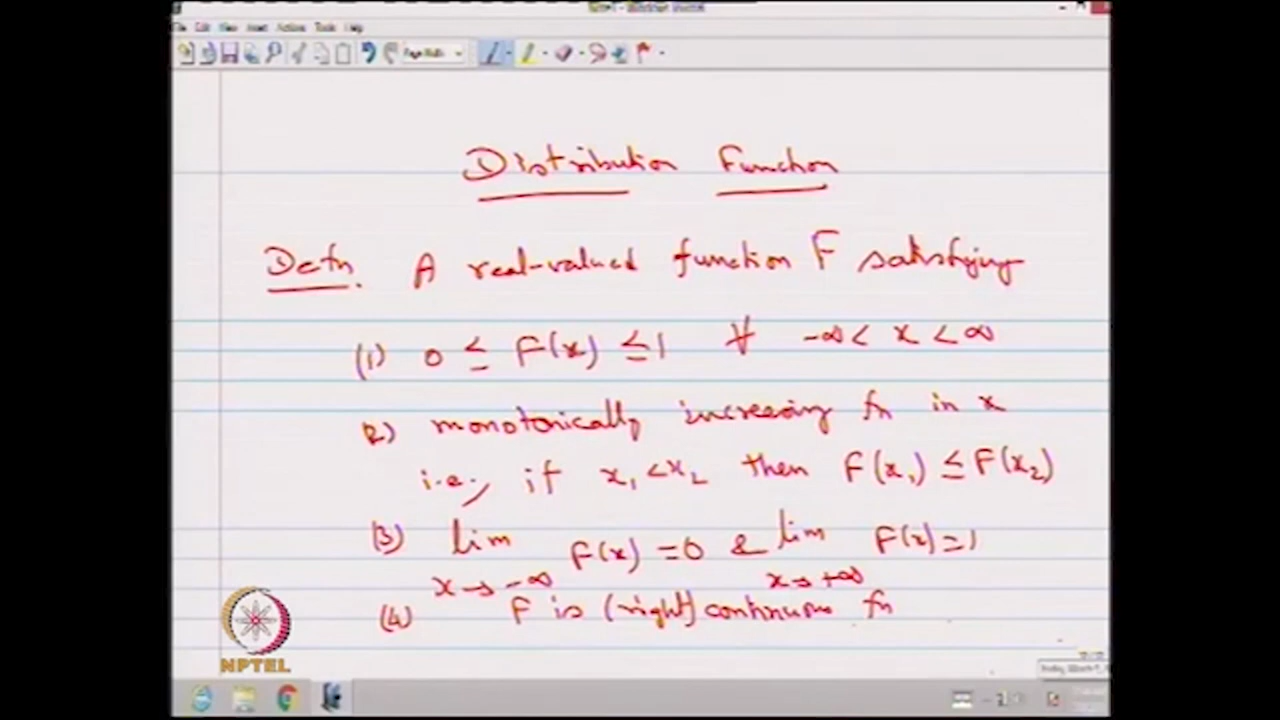 Distribution Function
Defn. A real-valued function F satisfying
(1) 0 ≤ F(x) ≤ 1 ∀ -∞ < x < ∞
(2) monotonically increasing fn in x
i.e., if x₁ < x₂ then F(x₁) ≤ F(x₂)
(3) lim F(x) = 0 & lim F(x) = 1
x → -∞ x → +∞
(4) F is (right) continuous fn
NPTEL